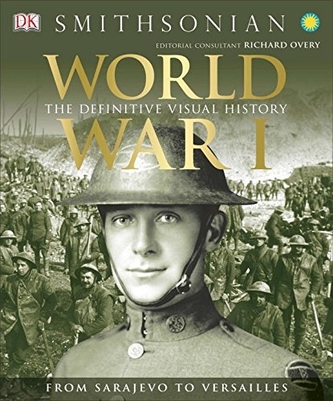 DK SMITHSONIAN
EDITORIAL CONSULTANT RICHARD OVERY
WORLD
THE DEFINITIVE VISUAL HISTORY
WAR I
FROM SARAJEVO TO VERSAILLES